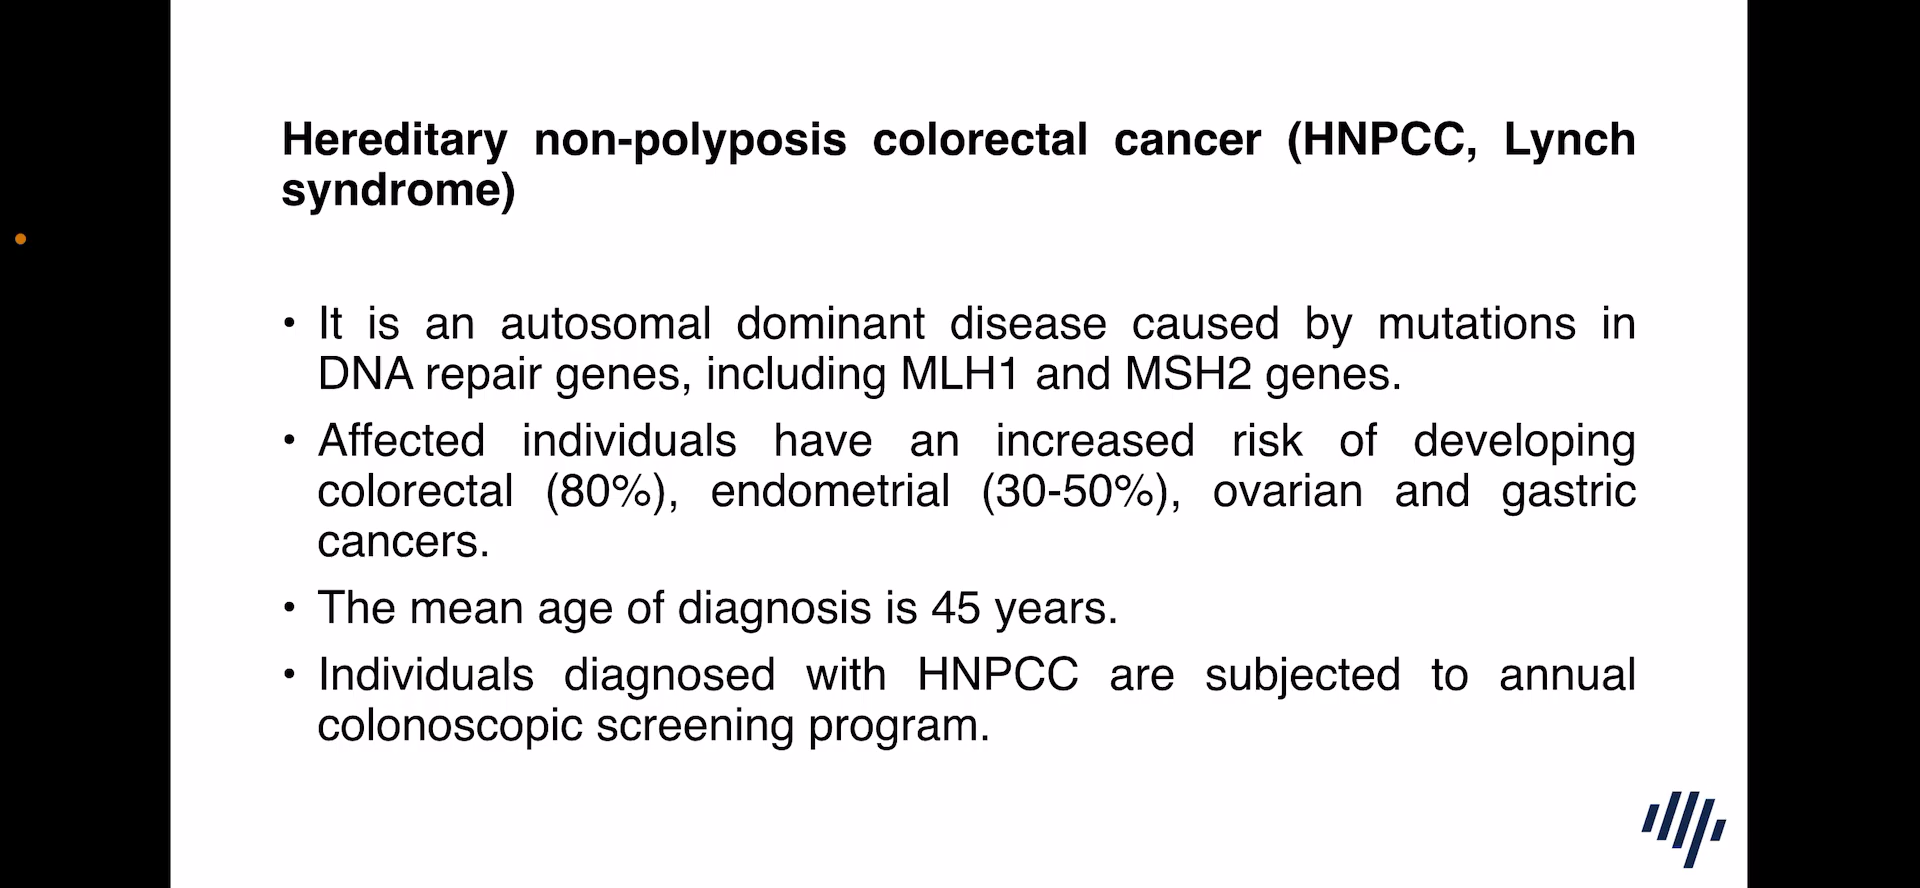 Hereditary non-polyposis colorectal cancer (HNPCC, Lynch
syndrome)
• It is an autosomal dominant disease caused by mutations in
DNA repair genes, including MLH1 and MSH2 genes.
• Affected individuals have an increased risk of developing
colorectal (80%), endometrial (30-50%), ovarian and gastric
cancers.
• The mean age of diagnosis is 45 years.
• Individuals diagnosed with HNPCC are subjected to annual
colonoscopic screening program.